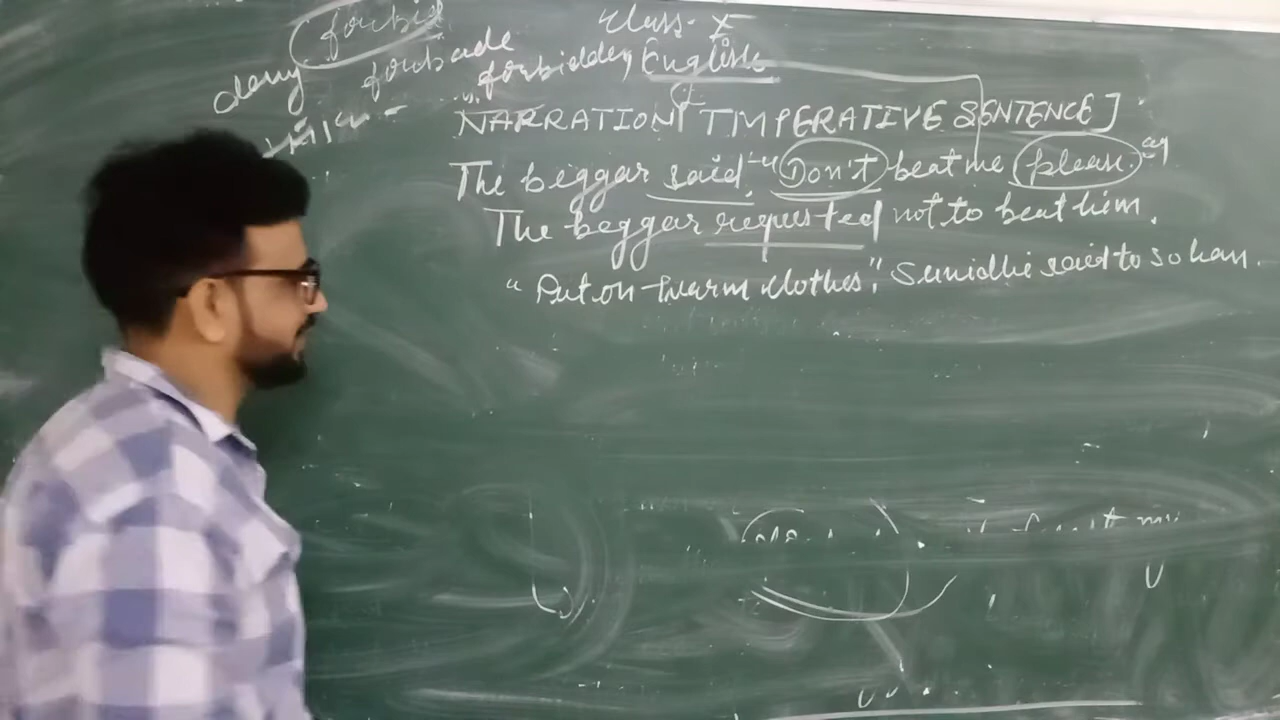 class- X
forbid
English
deny forbade forbidden
NARRATION [IMPERATIVE SENTENCE]
The beggar said, "Don't beat me please."
The beggar requested not to beat him.
"Put on warm clothes", Sunidhi said to sohan.